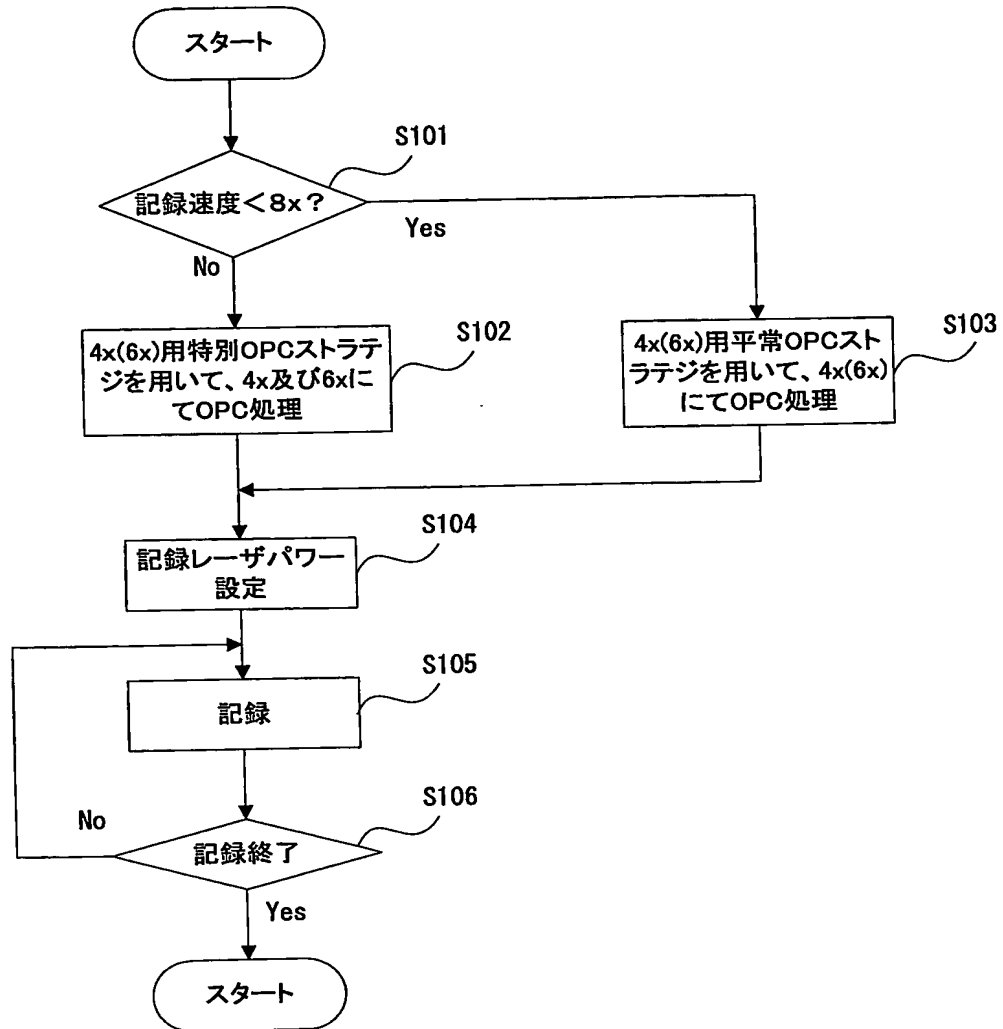 スタート
S101
記録速度<8x?
Yes
No
S102
4x(6x)用特別OPCストラテ
ジを用いて、4x及び6xに
てOPC処理
S103
4x(6x)用平常OPCスト
ラテジを用いて、4x(6x)
にてOPC処理
S104
記録レーザパワー
設定
S105
記録
S106
No
記録終了
Yes
スタート